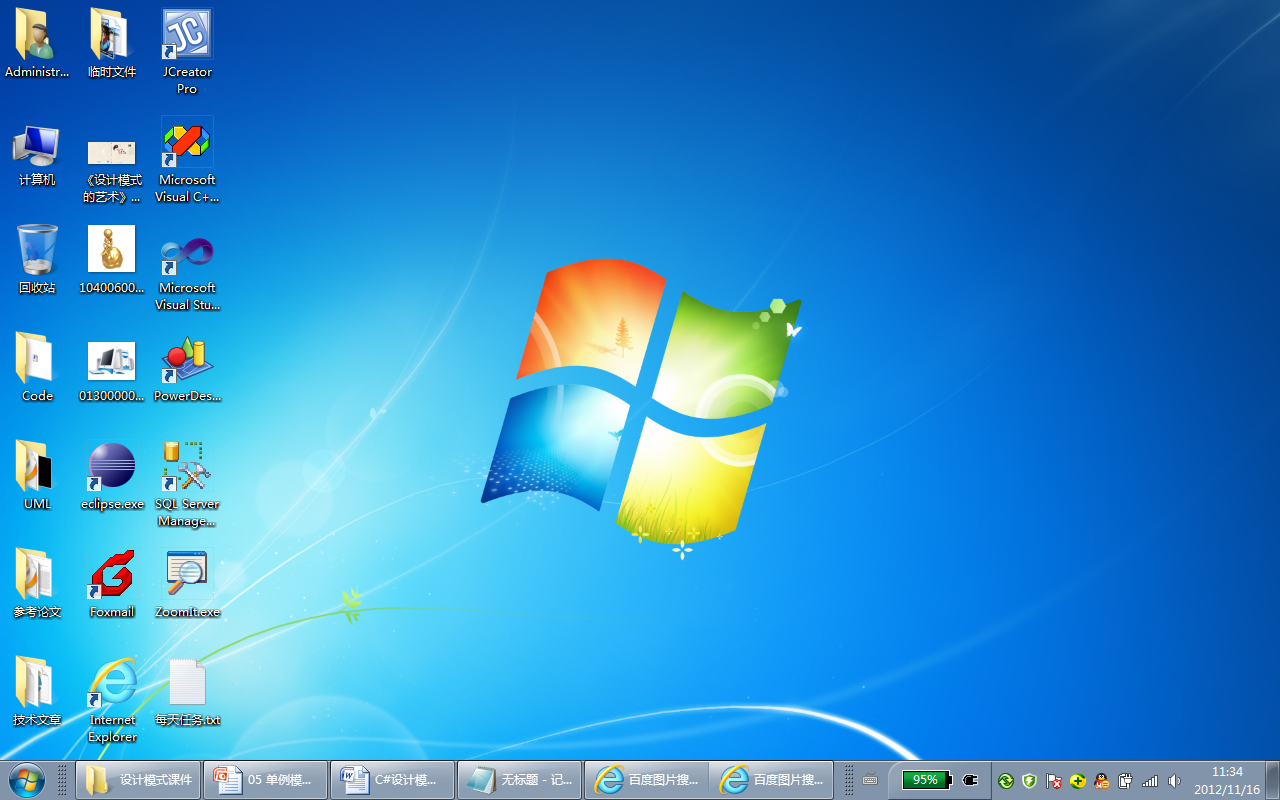 Administr...
临时文件
JCreator
Pro
计算机
《设计模式
的艺术》...
Microsoft
Visual C+...
回收站
10400600...
Microsoft
Visual Stu...
Code
01300000...
PowerDes...
UML
eclipse.exe
SQL Server
Manage...
参考论文
Foxmail
ZoomIt.exe
技术文章
Internet
Explorer
每天任务.txt
设计模式课件
05 单例模...
C#设计模...
无标题 - 记...
百度图片搜...
百度图片搜...
95%
11:34
2012/11/16